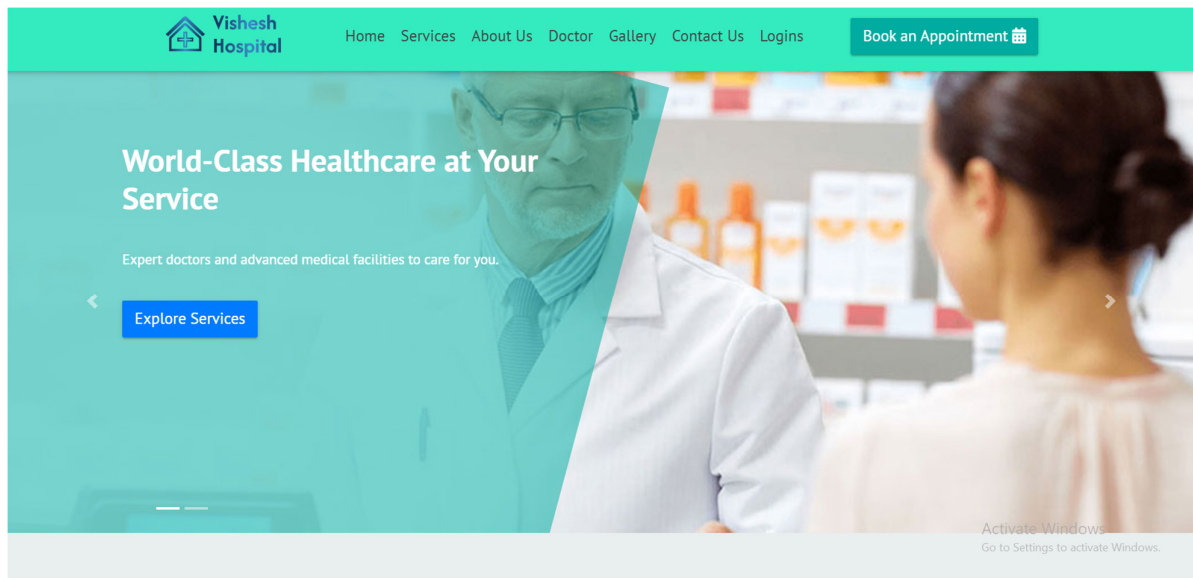 Vishesh
Hospital
Home Services About Us Doctor Gallery Contact Us Logins
Book an Appointment
World-Class Healthcare at Your
Service
Expert doctors and advanced medical facilities to care for you.
Explore Services
Activate Windows
Go to Settings to activate Windows.